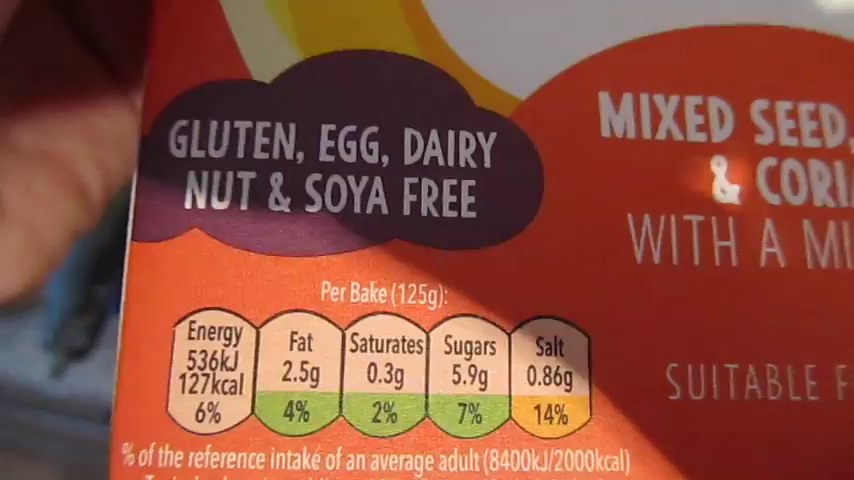 GLUTEN, EGG, DAIRY
NUT & SOYA FREE
MIXED SEED,
&
WITH A
SUITABLE
Per Bake (125g):
Energy
536kJ
127kcal
6%
Fat
2.5g
4%
Saturates
0.3g
2%
Sugars
5.9g
7%
Salt
0.86g
14%
% of the reference intake of an average adult (8400kJ/2000kcal)